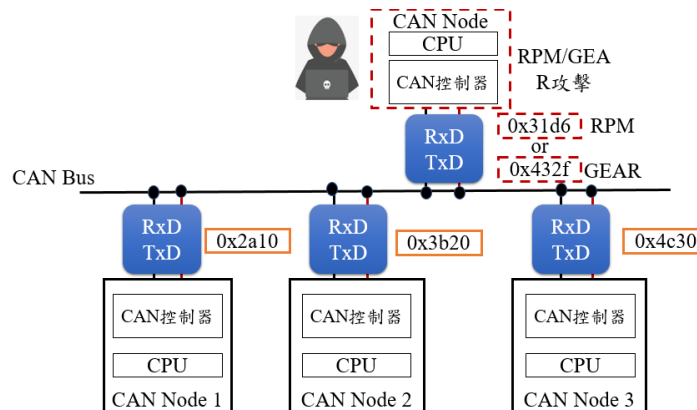 CAN Node
CPU
CAN控制器
RPM/GEA
R攻擊
RxD
TxD
0x31d6 RPM
or
0x432f GEAR
CAN Bus
RxD
TxD
0x2a10
RxD
TxD
0x3b20
RxD
TxD
0x4c30
CAN控制器
CPU
CAN Node 1
CAN控制器
CPU
CAN Node 2
CAN控制器
CPU
CAN Node 3